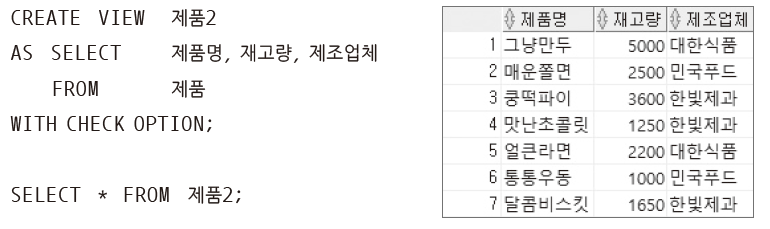 CREATE VIEW 제품2
AS SELECT 제품명, 재고량, 제조업체
FROM 제품
WITH CHECK OPTION;
SELECT * FROM 제품2;
제품명 재고량 제조업체
1 그냥만두 5000 대한식품
2 매운쫄면 2500 민국푸드
3 쿵떡파이 3600 한빛제과
4 맛난초콜릿 1250 한빛제과
5 얼큰라면 2200 대한식품
6 통통우동 1000 민국푸드
7 달콤비스킷 1650 한빛제과